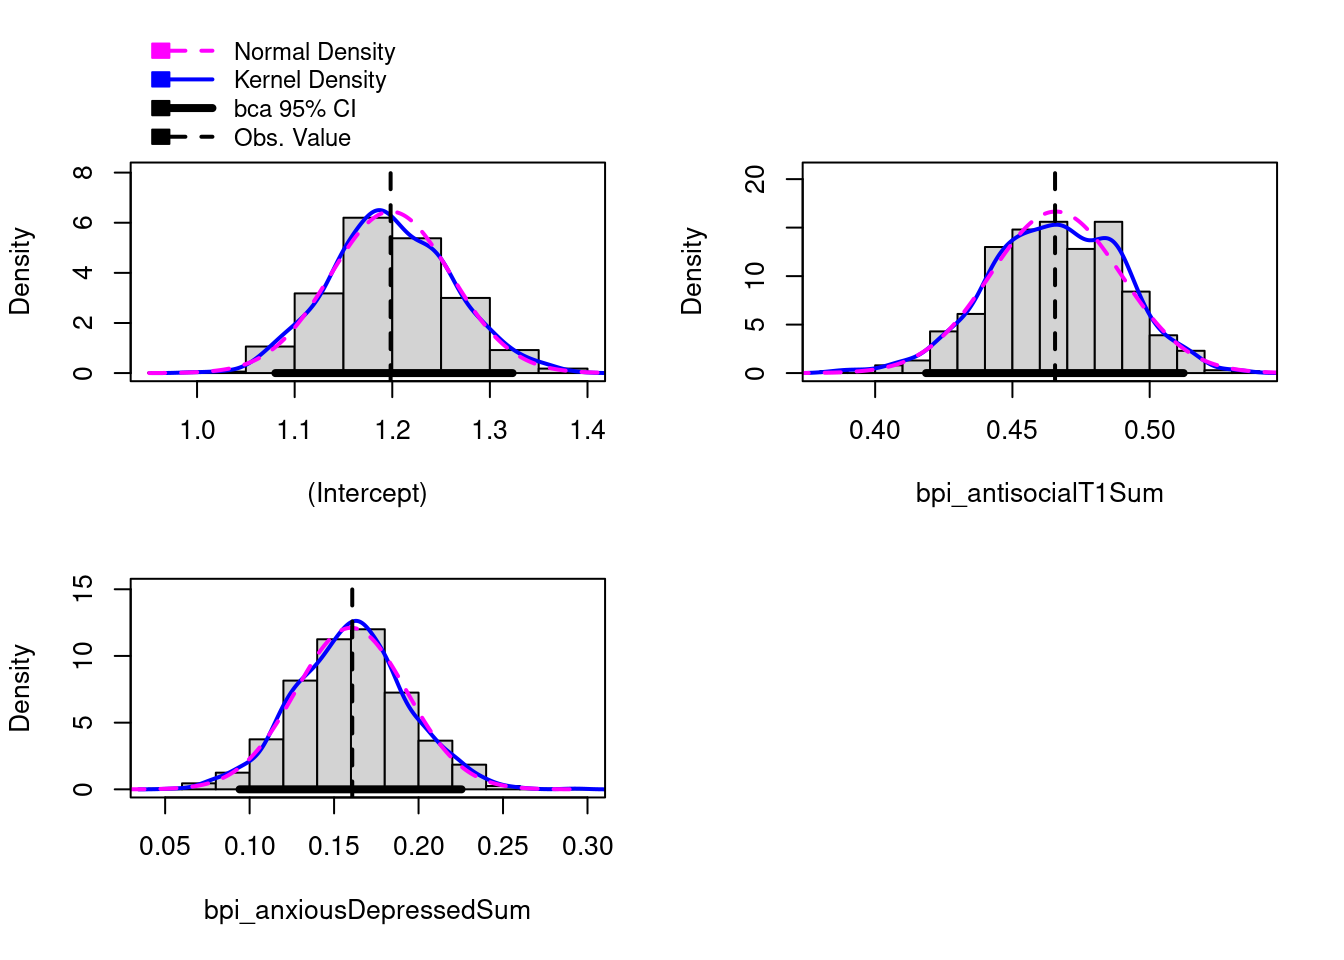 Normal Density
Kernel Density
bca 95% CI
Obs. Value
Density
0 2 4 6 8
1.0 1.1 1.2 1.3 1.4
(Intercept)
Density
0 5 10 20
0.40 0.45 0.50
bpi_antisocialT1Sum
Density
0 5 10 15
0.05 0.10 0.15 0.20 0.25 0.30
bpi_anxiousDepressedSum